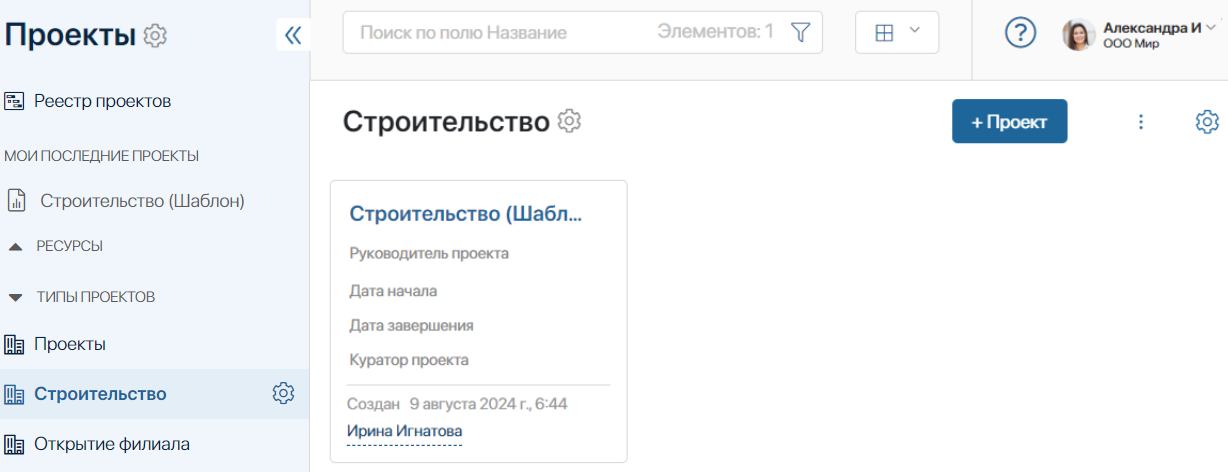 Проекты
Реестр проектов
МОИ ПОСЛЕДНИЕ ПРОЕКТЫ
Строительство (Шаблон)
РЕСУРСЫ
ТИПЫ ПРОЕКТОВ
Проекты
Строительство
Открытие филиала
Поиск по полю Название Элементов: 1
?
Александра И
ООО Мир
Строительство
+ Проект
Строительство (Шабл...
Руководитель проекта
Дата начала
Дата завершения
Куратор проекта
Создан 9 августа 2024 г., 6:44
Ирина Игнатова